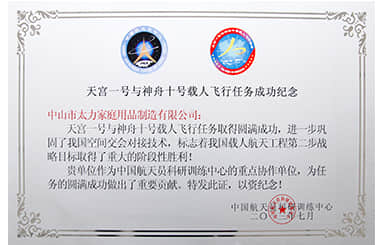 天宫一号与神舟十号载人飞行任务成功纪念
中山市太力家庭用品制造有限公司：
天宫一号与神舟十号载人飞行任务取得圆满成功，进一步巩
固了我国空间交会对接技术，标志着我国载人航天工程第二步战
略目标取得了重大的阶段性胜利！
贵单位作为中国航天员科研训练中心的重点协作单位，为任
务的圆满成功做出了重要贡献。特发此证，以资纪念！
中国航天员科研训练中心
二〇一三年七月